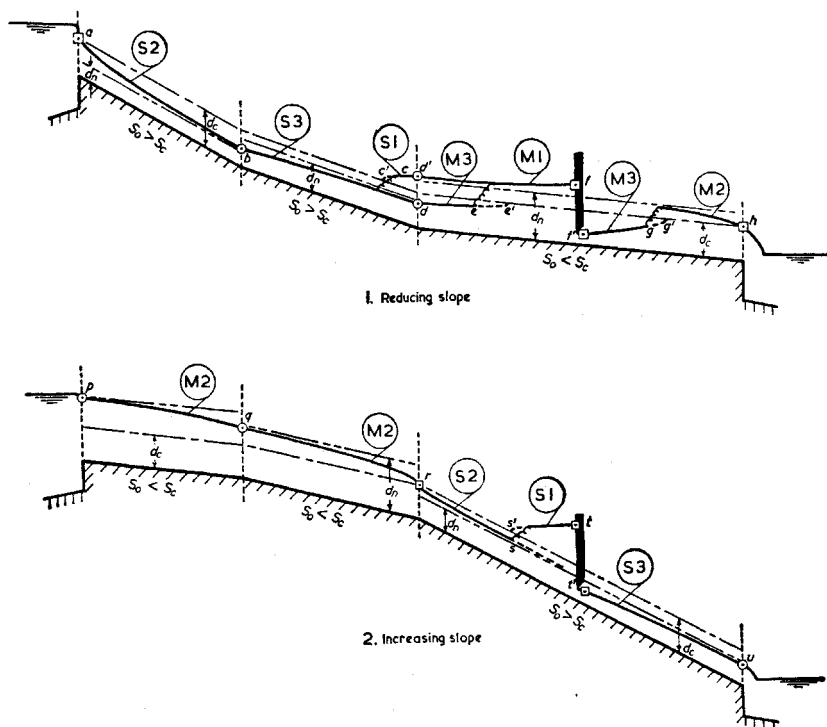 a
S2
dn
dc
S₀ > Sc
b
S3
dn
S₀ > Sc
S1
c'
c
d'
d
M3
e
e'
M1
dn
f
f'
M3
g
g'
M2
h
dc
S₀ < Sc
1. Reducing slope
p
M2
dc
S₀ < Sc
q
M2
dn
S₀ < Sc
r
S2
dn
s'
s
S1
t
t'
S3
S₀ > Sc
dc
u
2. Increasing slope